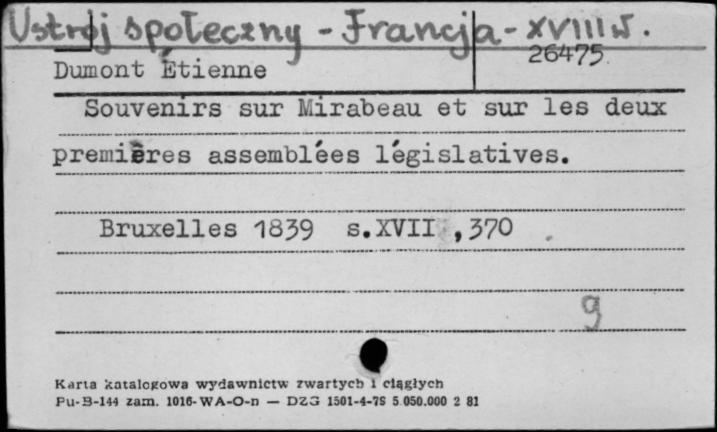 Ustrój społeczny - Francja - XVIII w.
26475
Dumont Étienne
Souvenirs sur Mirabeau et sur les deux
premières assemblées législatives.
Bruxelles 1839 s.XVII ,370
9
Karta katalogowa wydawnictw zwartych i ciągłych
Pu-B-144 zam. 1016-WA-O-n — DZG 1501-4-78 5.050.000 2 81